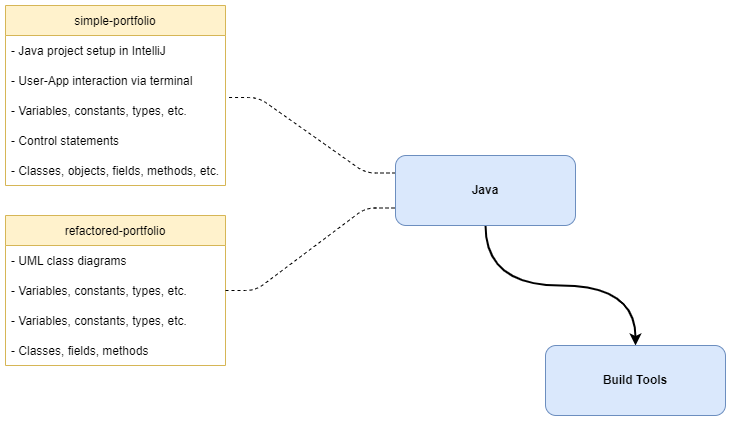 simple-portfolio
- Java project setup in IntelliJ
- User-App interaction via terminal
- Variables, constants, types, etc.
- Control statements
- Classes, objects, fields, methods, etc.
Java
refactored-portfolio
- UML class diagrams
- Variables, constants, types, etc.
- Variables, constants, types, etc.
- Classes, fields, methods
Build Tools